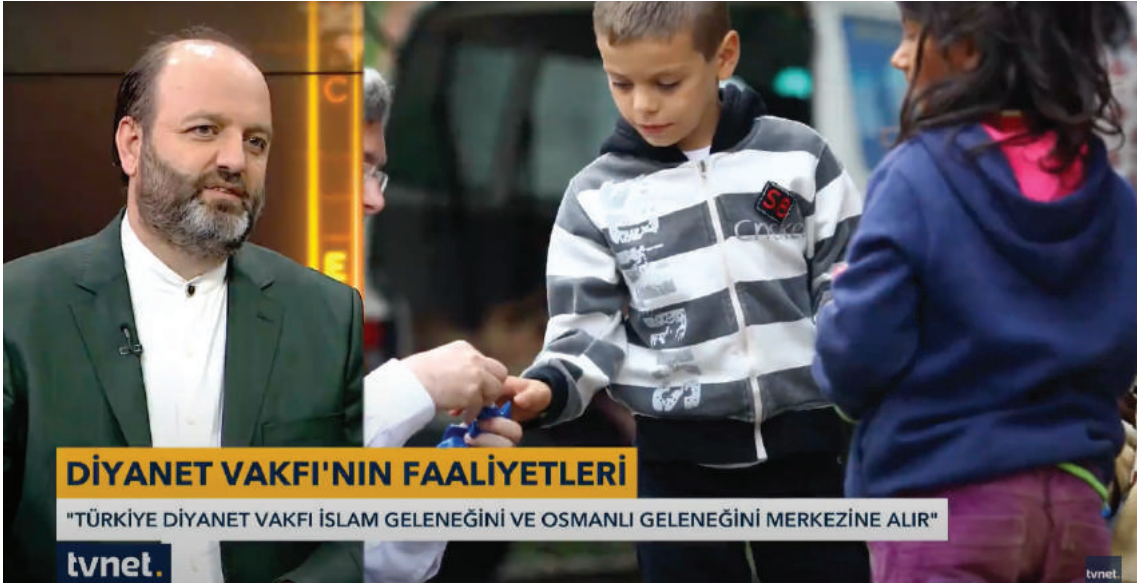 C
E
S8
DİYANET VAKFI'NIN FAALİYETLERİ
"TÜRKİYE DİYANET VAKFI İSLAM GELENEĞİNİ VE OSMANLI GELENEĞİNİ MERKEZİNE ALIR"
tvnet.
tvnet.